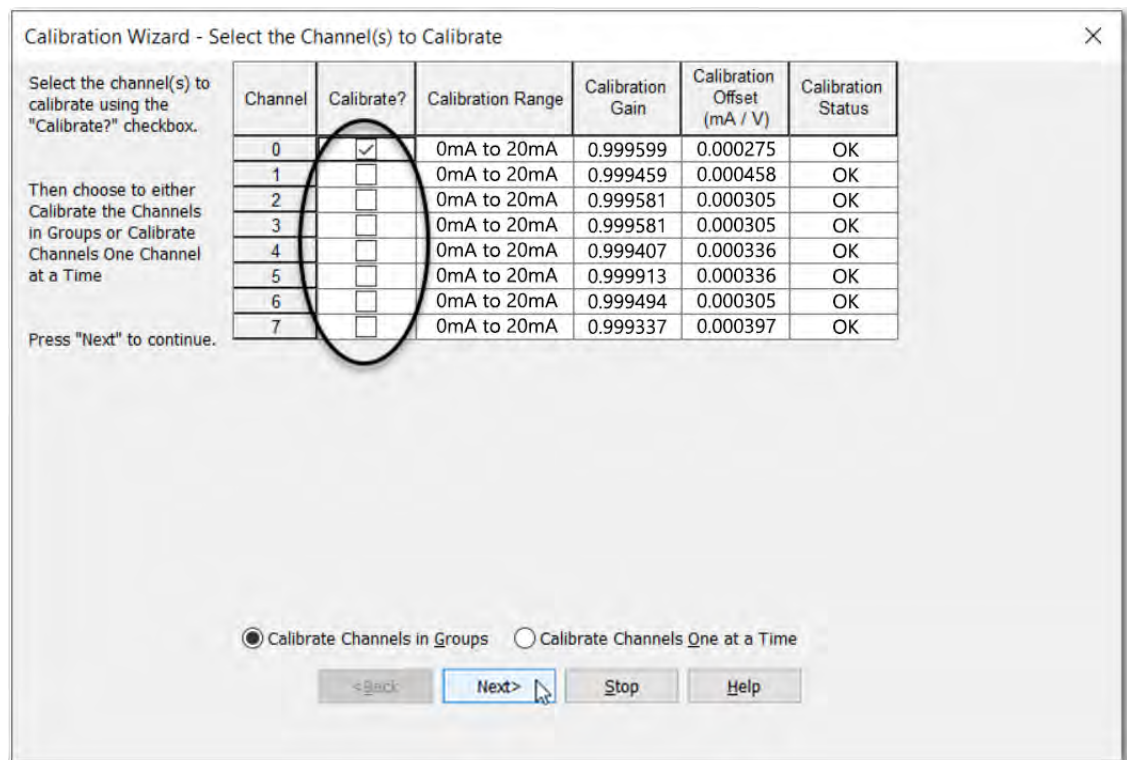 Calibration Wizard - Select the Channel(s) to Calibrate
Select the channel(s) to
calibrate using the
"Calibrate?" checkbox.
Then choose to either
Calibrate the Channels
in Groups or Calibrate
Channels One Channel
at a Time
Press "Next" to continue.
Channel Calibrate? Calibration Range Calibration Gain Calibration Offset (mA / V) Calibration Status
0 0mA to 20mA 0.999599 0.000275 OK
1 0mA to 20mA 0.999459 0.000458 OK
2 0mA to 20mA 0.999581 0.000305 OK
3 0mA to 20mA 0.999581 0.000305 OK
4 0mA to 20mA 0.999407 0.000336 OK
5 0mA to 20mA 0.999913 0.000336 OK
6 0mA to 20mA 0.999494 0.000305 OK
7 0mA to 20mA 0.999337 0.000397 OK
Calibrate Channels in Groups Calibrate Channels One at a Time
<Back Next> Stop Help